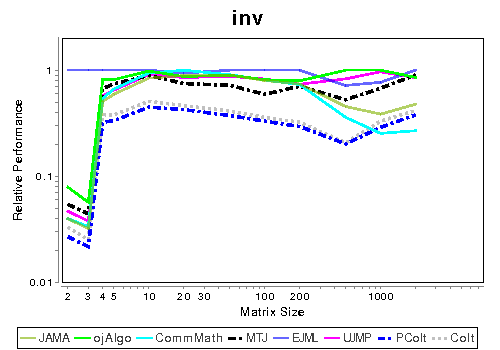 inv
Relative Performance
1
0.1
0.01
2 3 4 5 10 20 30 100 200 1000
Matrix Size
JAMA ojAlgo CommMath MTJ EJML UJMP PColt Colt